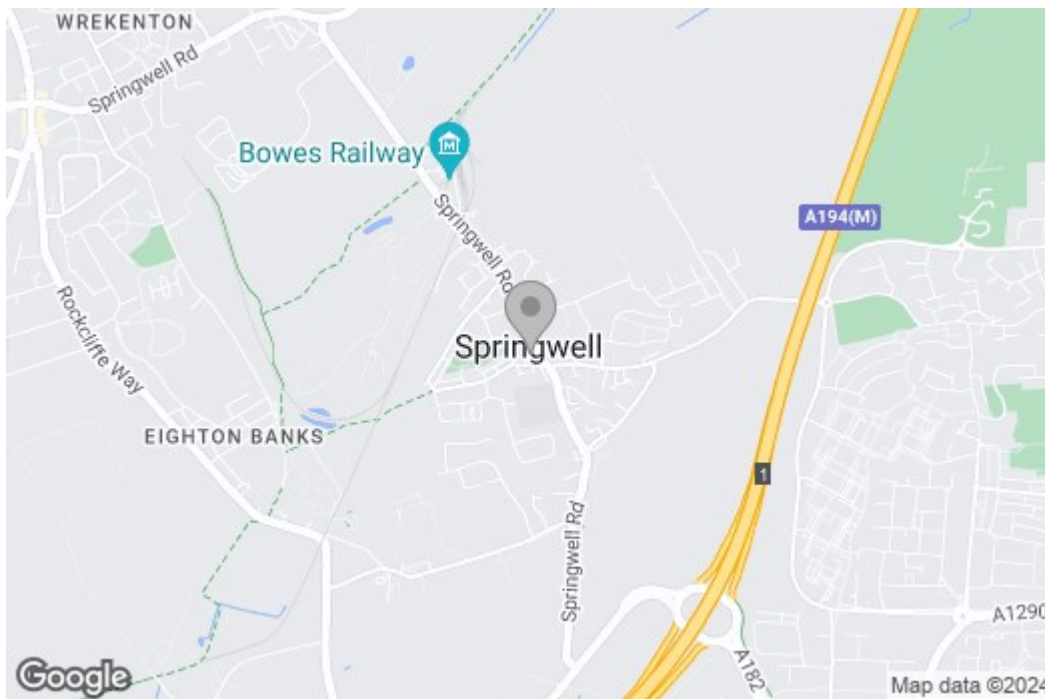 WREKENTON
Springwell Rd
Bowes Railway
M
Springwell Rd
A194(M)
Rockcliffe Way
Springwell
EIGHTON BANKS
1
Springwell Rd
A1290
A182
Google
Map data ©2024